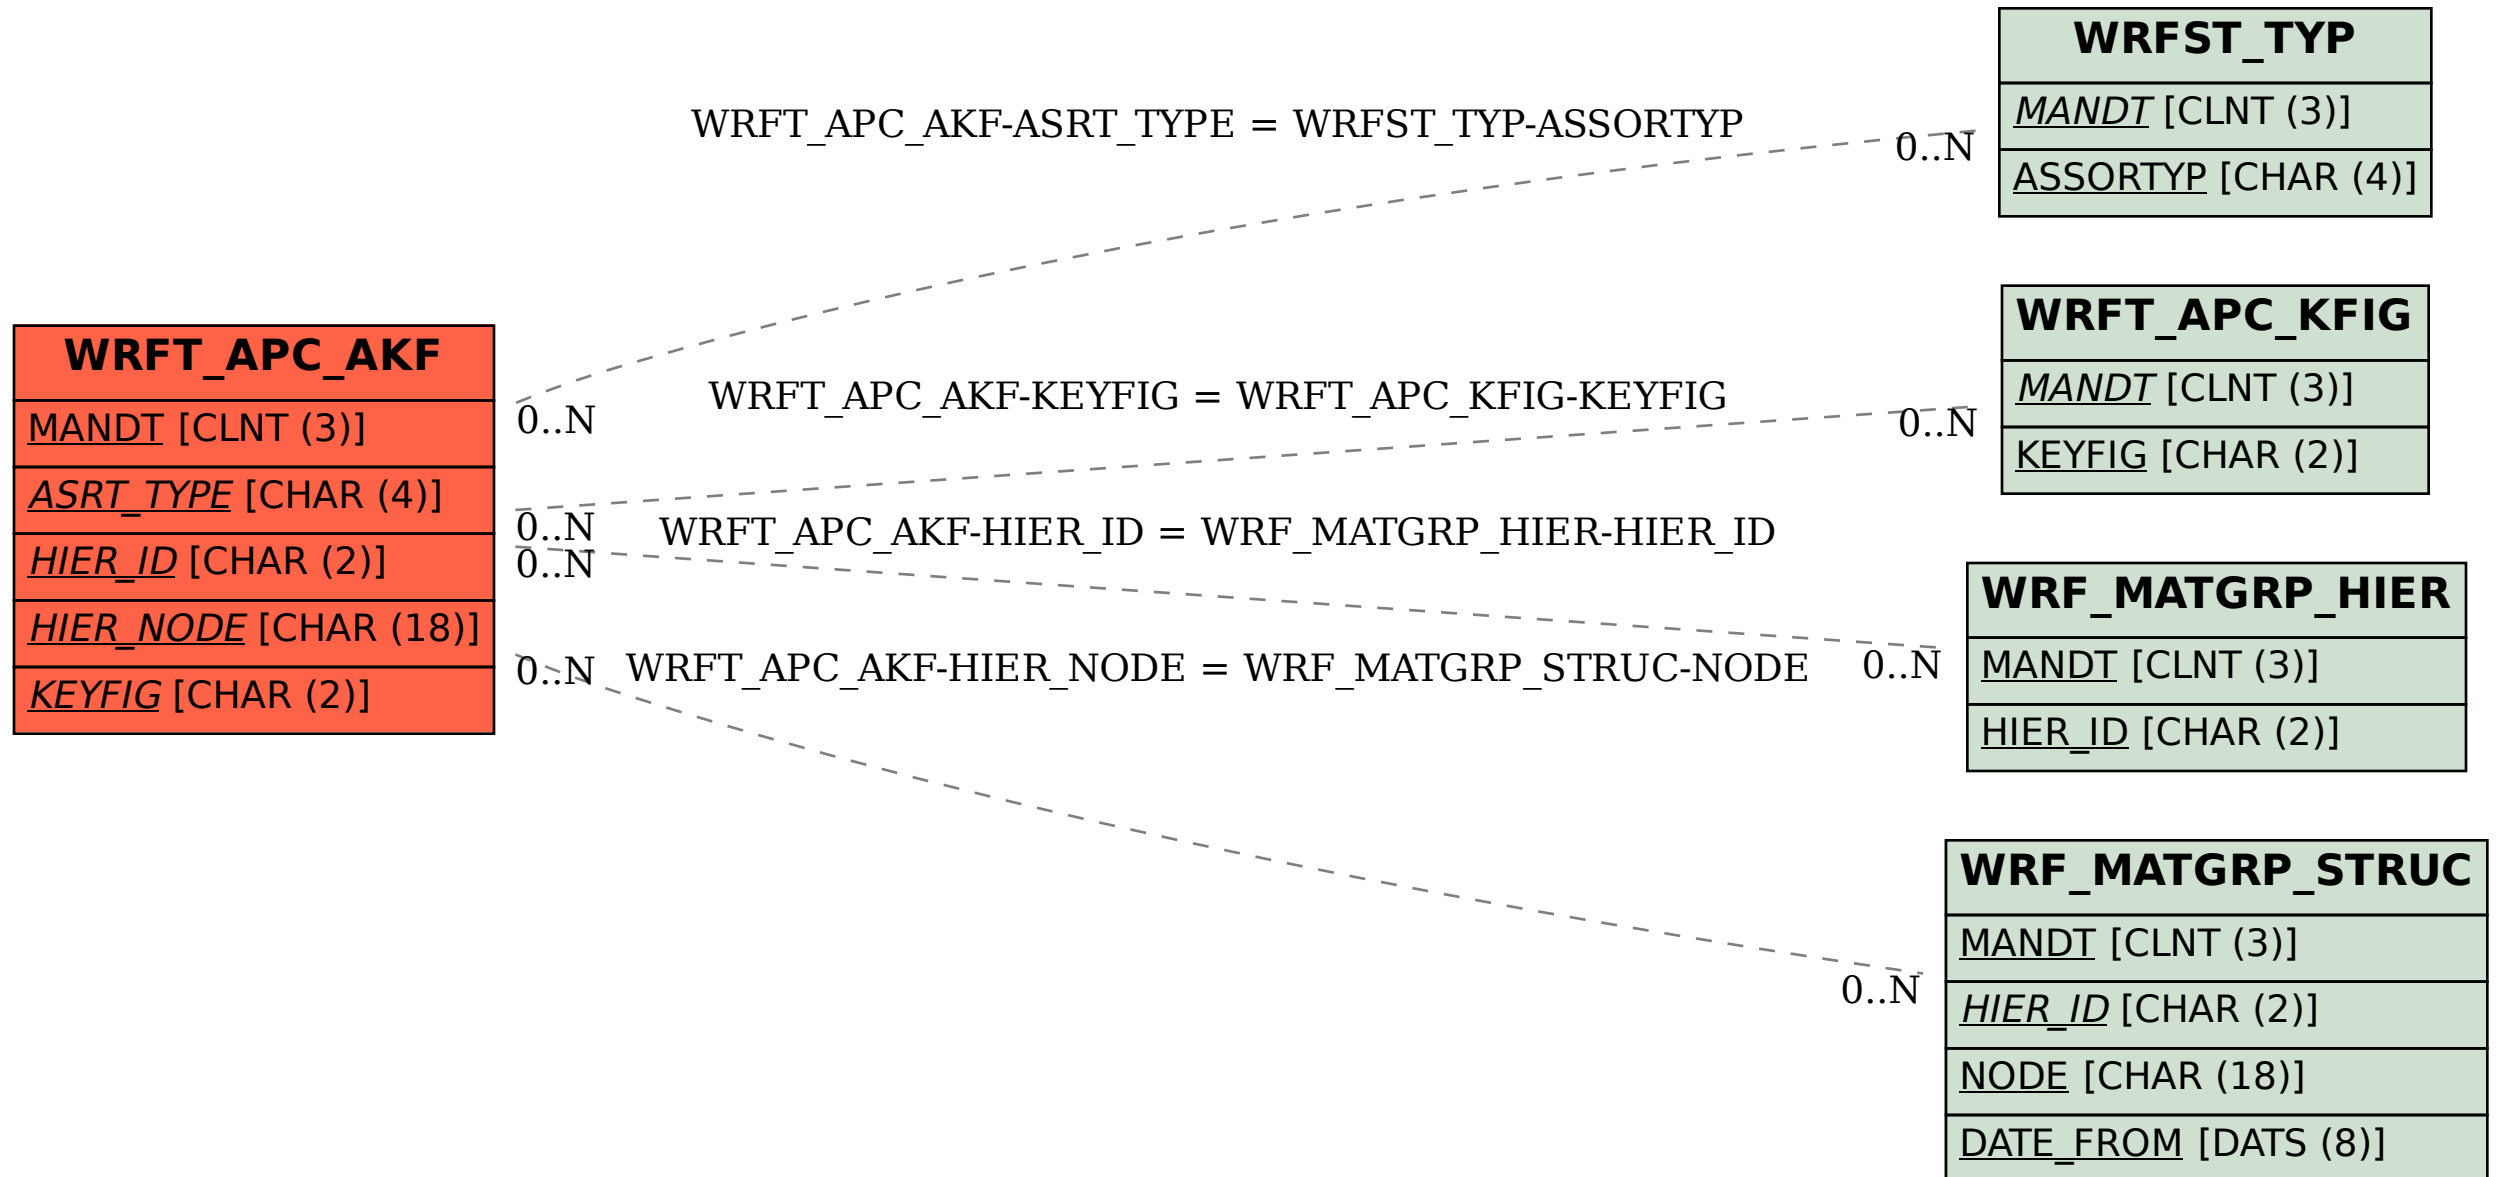 WRFT_APC_AKF
MANDT [CLNT (3)]
ASRT_TYPE [CHAR (4)]
HIER_ID [CHAR (2)]
HIER_NODE [CHAR (18)]
KEYFIG [CHAR (2)]
WRFT_APC_AKF-ASRT_TYPE = WRFST_TYP-ASSORTYP
0..N
0..N
WRFT_APC_AKF-KEYFIG = WRFT_APC_KFIG-KEYFIG
0..N
0..N
WRFT_APC_AKF-HIER_ID = WRF_MATGRP_HIER-HIER_ID
0..N
0..N
WRFT_APC_AKF-HIER_NODE = WRF_MATGRP_STRUC-NODE
0..N
0..N
WRFST_TYP
MANDT [CLNT (3)]
ASSORTYP [CHAR (4)]
WRFT_APC_KFIG
MANDT [CLNT (3)]
KEYFIG [CHAR (2)]
WRF_MATGRP_HIER
MANDT [CLNT (3)]
HIER_ID [CHAR (2)]
WRF_MATGRP_STRUC
MANDT [CLNT (3)]
HIER_ID [CHAR (2)]
NODE [CHAR (18)]
DATE_FROM [DATS (8)]